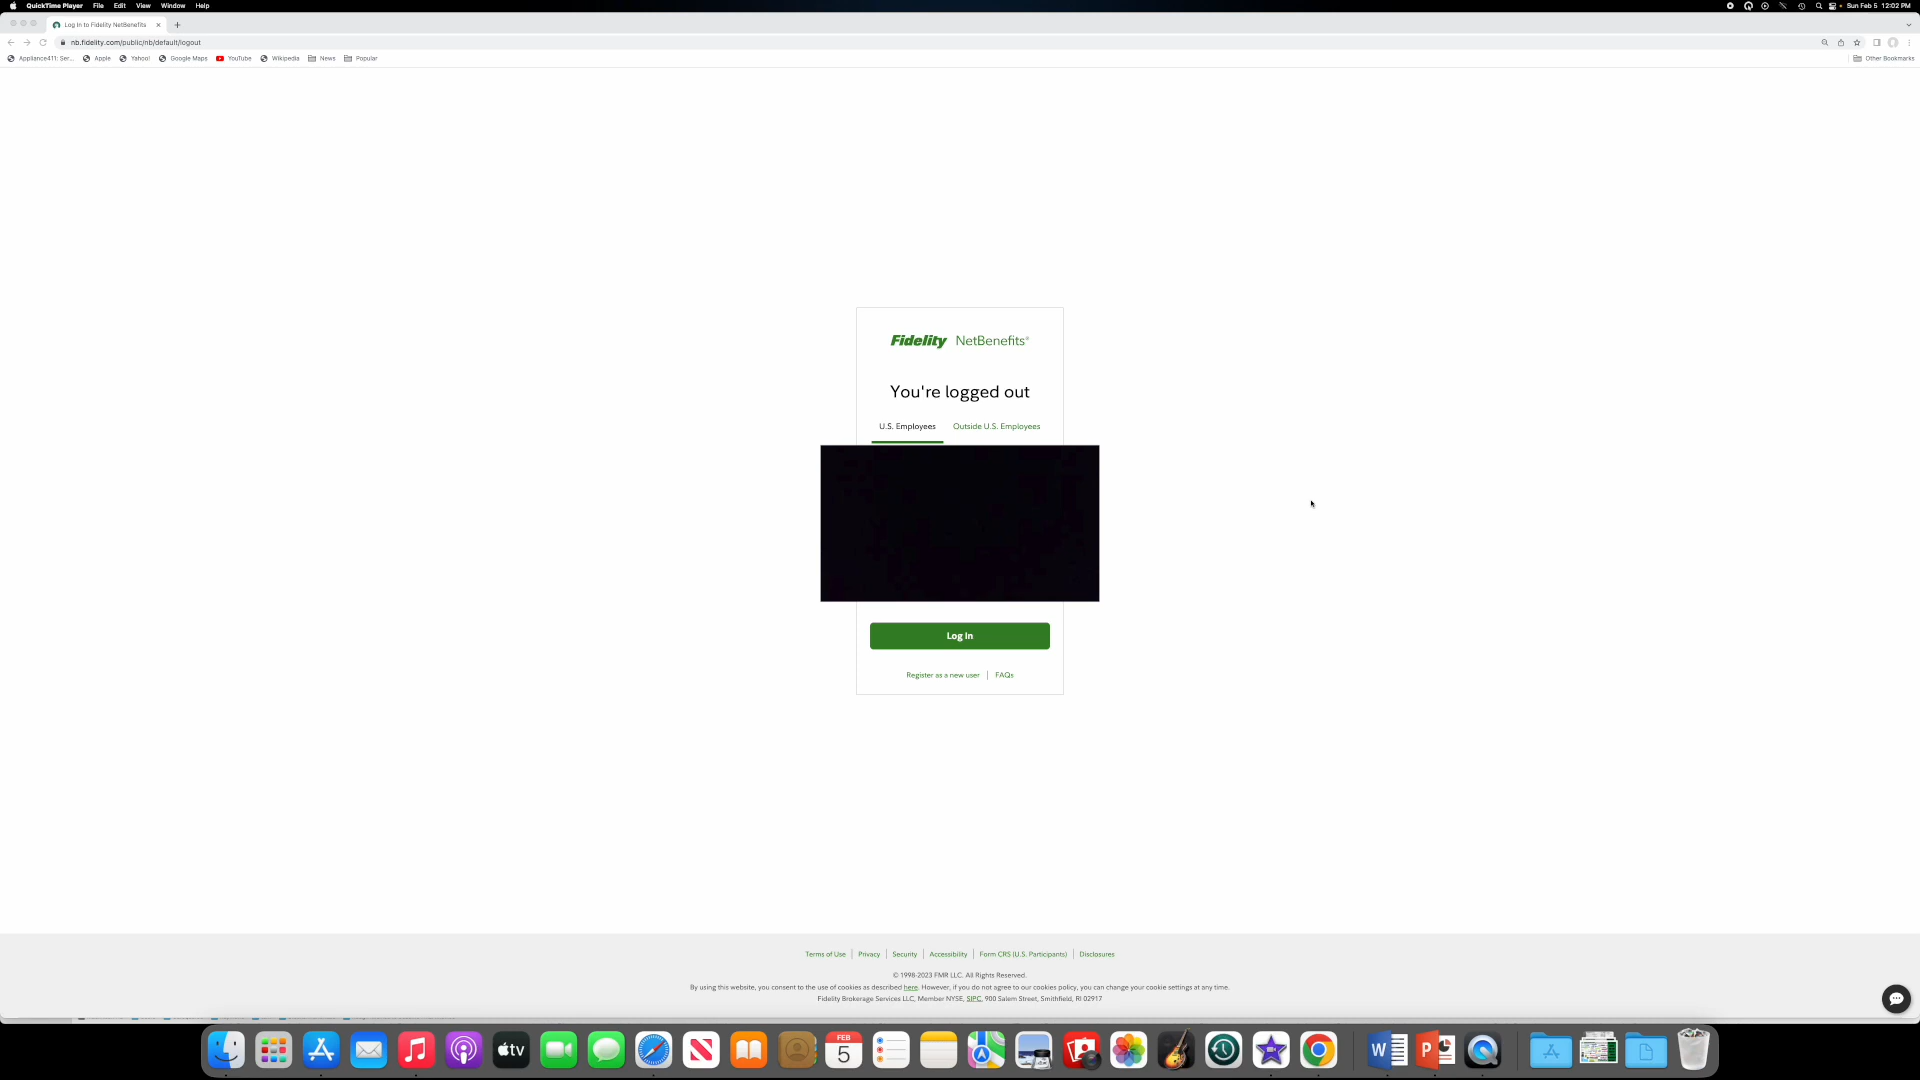 QuickTime Player File Edit View Window Help
Sun Feb 5 12:02 PM
Log In to Fidelity NetBenefits
nb.fidelity.com/public/nb/default/logout
Appliance411: Ser... Apple Yahoo! Google Maps YouTube Wikipedia News Popular
Other Bookmarks
Fidelity NetBenefits®
You're logged out
U.S. Employees Outside U.S. Employees
Log In
Register as a new user FAQs
Terms of Use Privacy Security Accessibility Form CRS (U.S. Participants) Disclosures
© 1998-2023 FMR LLC. All Rights Reserved.
By using this website, you consent to the use of cookies as described here. However, if you do not agree to our cookies policy, you can change your cookie settings at any time.
Fidelity Brokerage Services LLC, Member NYSE, SIPC, 900 Salem Street, Smithfield, RI 02917
tv
FEB
5
W
P